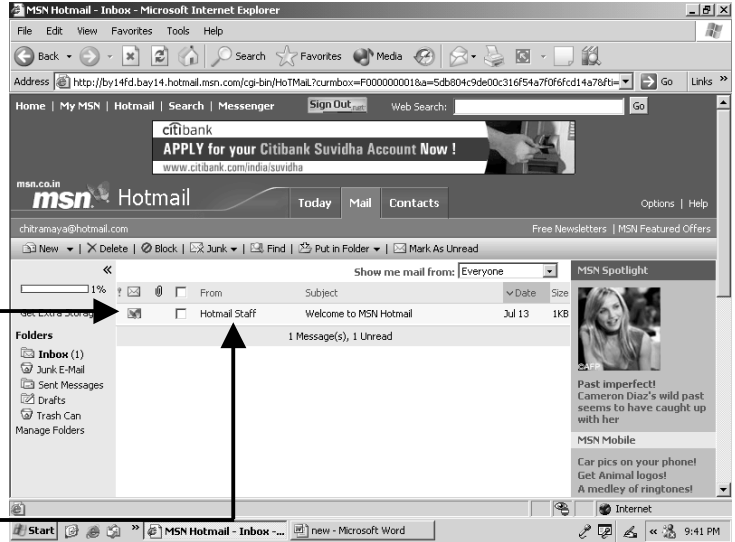 MSN Hotmail - Inbox - Microsoft Internet Explorer
File Edit View Favorites Tools Help
Back Search Favorites Media
Address http://by14fd.bay14.hotmail.msn.com/cgi-bin/HoTMaiL?curmbox=F000000001&a=5db804c9de00c316f54a7f0f6fcd14a78&fti= Go Links »
Home | My MSN | Hotmail | Search | Messenger Sign Out .net Web Search: Go
citibank
APPLY for your Citibank Suvidha Account Now !
www.citibank.com/india/suvidha
msn.co.in
msn Hotmail Today Mail Contacts Options | Help
chitramaya@hotmail.com Free Newsletters | MSN Featured Offers
New | Delete | Block | Junk | Find | Put in Folder | Mark As Unread
« Show me mail from: Everyone MSN Spotlight
1% ! From Subject Date Size
Get Extra Storage Hotmail Staff Welcome to MSN Hotmail Jul 13 1KB
1 Message(s), 1 Unread
Folders
Inbox (1)
Junk E-Mail
Sent Messages
Drafts
Trash Can
Manage Folders
©AFP
Past imperfect!
Cameron Diaz's wild past
seems to have caught up
with her
MSN Mobile
Car pics on your phone!
Get Animal logos!
A medley of ringtones!
Internet
Start » MSN Hotmail - Inbox -... new - Microsoft Word « 9:41 PM